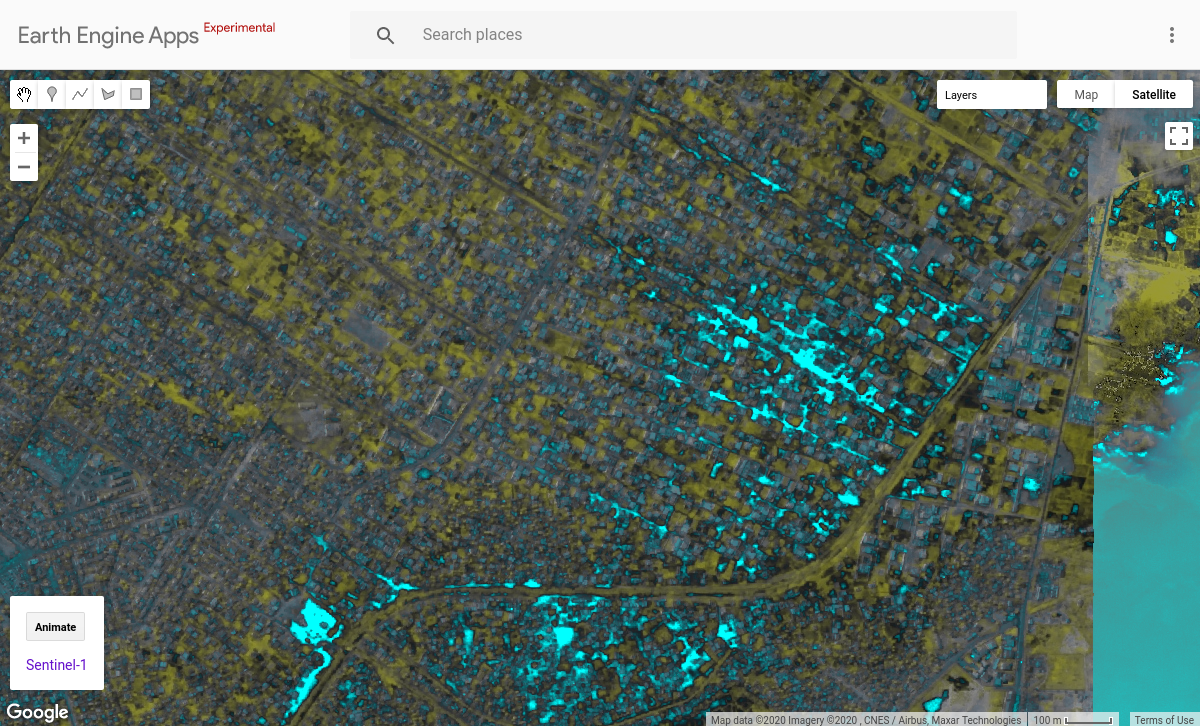 Earth Engine Apps Experimental
Search places
Layers
Map
Satellite
+
−
Animate
Sentinel-1
Google
Map data ©2020 Imagery ©2020 , CNES / Airbus, Maxar Technologies
100 m
Terms of Use